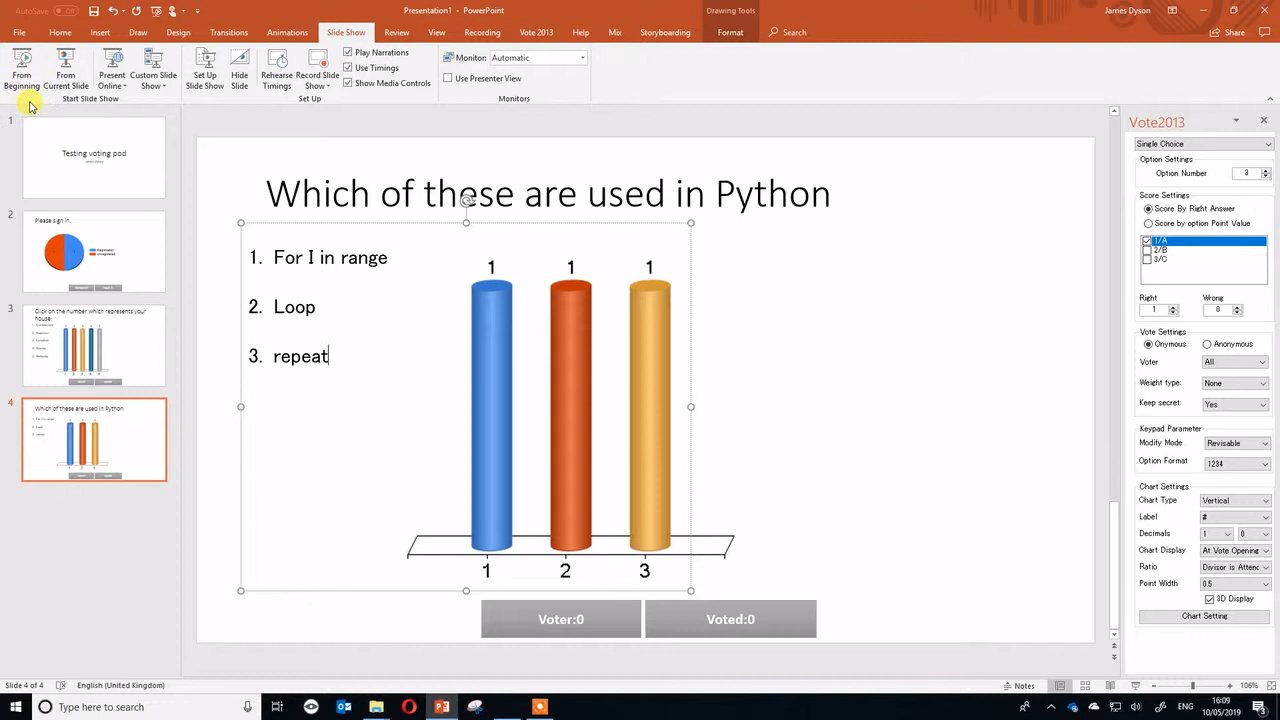 AutoSave Off
Presentation1 - PowerPoint
Drawing Tools
James Dyson
File Home Insert Draw Design Transitions Animations Slide Show Review View Recording Vote 2013 Help Mix Storyboarding Format Search Share
From Beginning
From Current Slide
Present Online
Custom Slide Show
Start Slide Show
Set Up Slide Show
Hide Slide
Rehearse Timings
Record Slide Show
Play Narrations
Use Timings
Show Media Controls
Set Up
Monitor: Automatic
Use Presenter View
Monitors
1
Testing voting pod
2
Please sign in.
3
Click on the number which represents your house:
4
Which of these are used in Python
Which of these are used in Python
1. For I in range
2. Loop
3. repeat
1 1 1
1 2 3
Voter:0 Voted:0
Vote2013
Single Choice
Option Settings
Option Number 3
Score Settings
Score By Right Answer
Score by option Point Value
1/A
2/B
3/C
Right Wrong
1 0
Vote Settings
Onymous Anonymous
Voter All
Weight type: None
Keep secret: Yes
Keypad Parameter
Modify Mode Revisable
Option Format 1234
Chart Settings
Chart Type Vertical
Label #
Decimals 1 0
Chart Display At Vote Opening
Ratio Divisor is Attenc
Point Width 0.5
3D Display
Chart Setting
Slide 4 of 4 English (United Kingdom) Notes 106%
Type here to search
16:09
10/05/2019